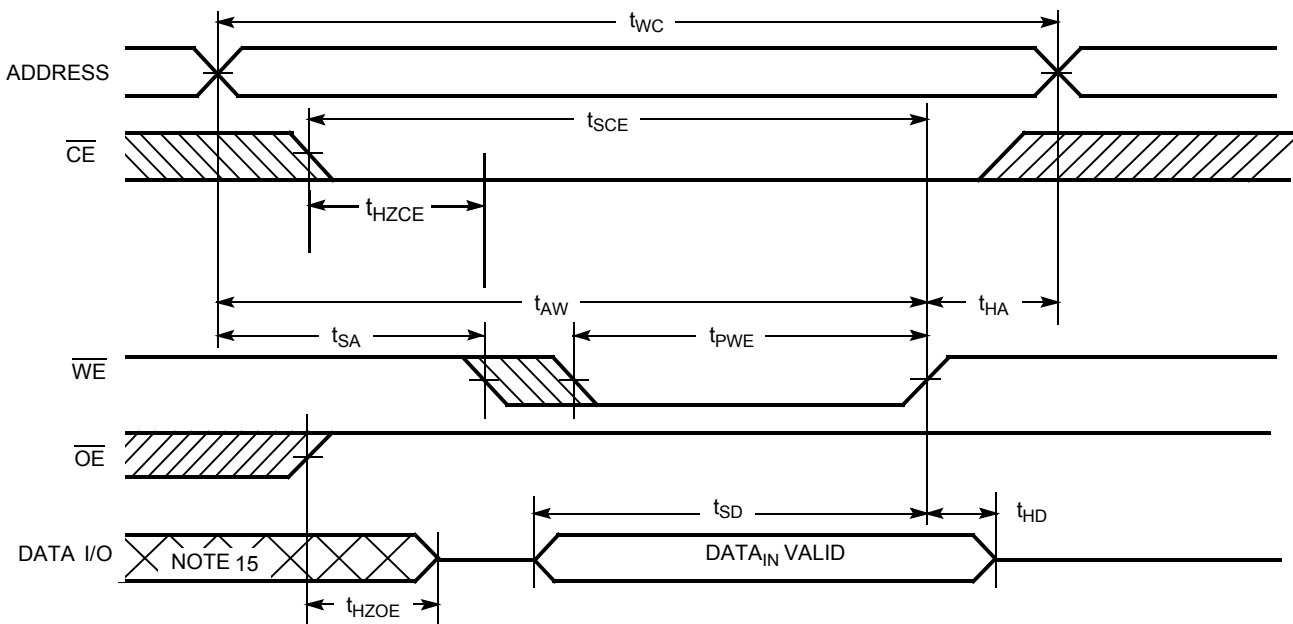 tWC
ADDRESS
tSCE
CE
tHZCE
tAW
tHA
tSA
tPWE
WE
OE
tSD
tHD
DATA I/O
NOTE 15
DATAIN VALID
tHZOE